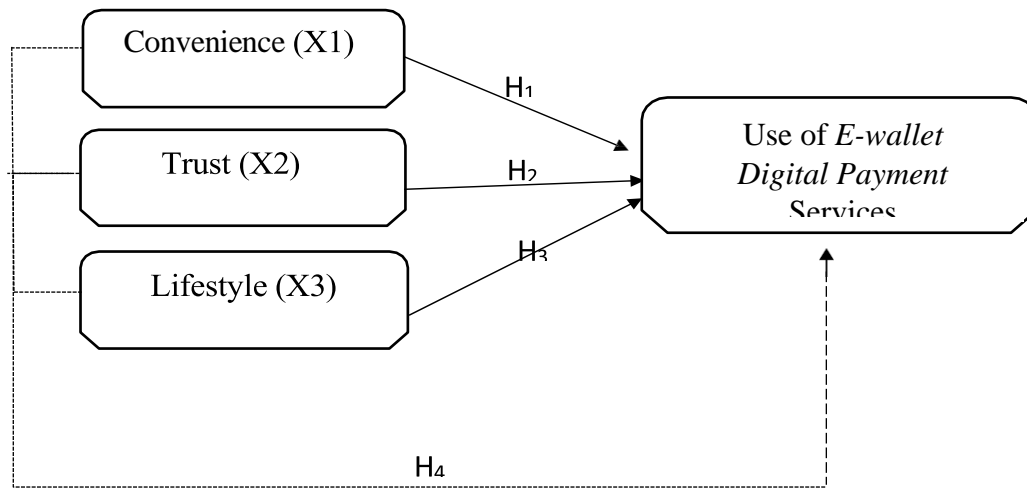 Convenience (X1)
H1
Use of E-wallet
Digital Payment
Services
Trust (X2)
H2
H3
Lifestyle (X3)
H4